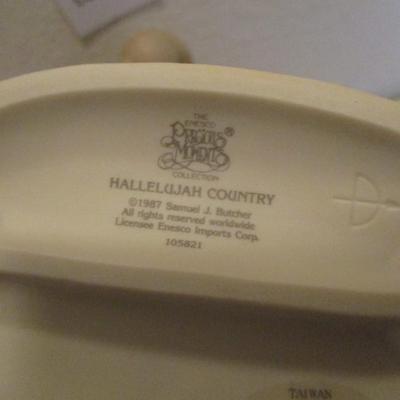 THE
ENESCO
PRECIOUS
MOMENTS®
COLLECTION
HALLELUJAH COUNTRY
©1987 Samuel J. Butcher
All rights reserved worldwide
Licensee Enesco Imports Corp.
105821
TAIWAN